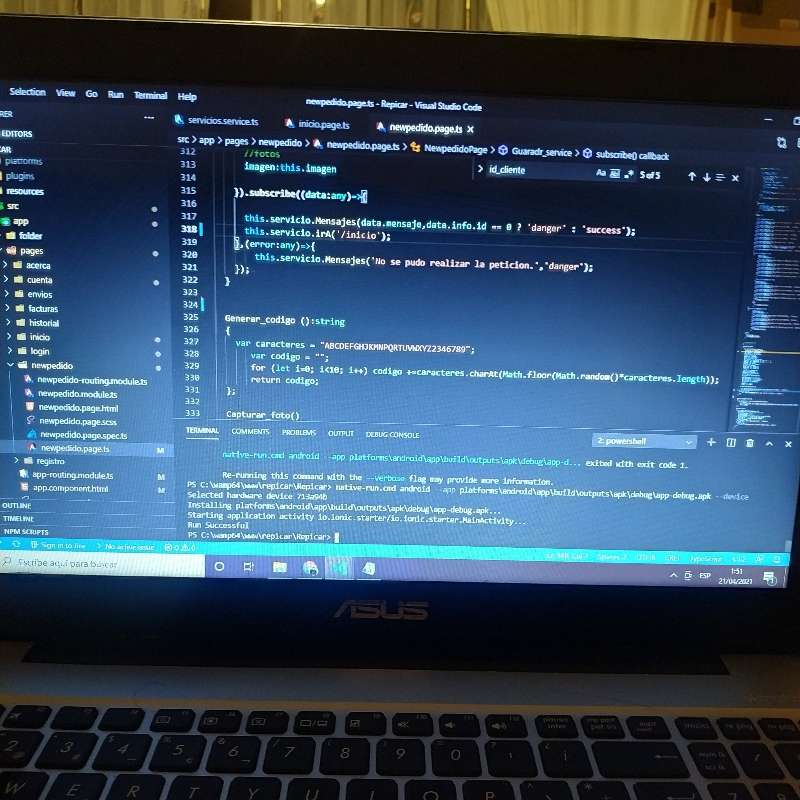 Selection View Go Run Terminal Help
newpedido.page.ts - Repicar - Visual Studio Code
RER
servicios.service.ts
inicio.page.ts
newpedido.page.ts
EDITORS
src > app > pages > newpedido > newpedido.page.ts > NewpedidoPage > Guaradr_service > subscribe() callback
CAR
platforms
plugins
resources
src
app
folder
pages
acerca
cuenta
envios
facturas
historial
inicio
login
newpedido
newpedido-routing.module.ts
newpedido.module.ts
newpedido.page.html
newpedido.page.scss
newpedido.page.spec.ts
newpedido.page.ts M
registro
app-routing.module.ts M
app.component.html M
OUTLINE
TIMELINE
NPM SCRIPTS
id_cliente
Aa
5 of 5
312 //fotos
313 imagen:this.imagen
314
315 }).subscribe((data:any)=>{
316
317 this.servicio.Mensajes(data.mensaje,data.info.id == 0 ? 'danger' : 'success');
318 this.servicio.irA('/inicio');
319 },(error:any)=>{
320 this.servicio.Mensajes('No se pudo realizar la peticion.','danger');
321 });
322 }
323
324
325 Generar_codigo ():string
326 {
327 var caracteres = "ABCDEFGHJKMNPQRTUVWXYZ2346789";
328 var codigo = "";
329 for (let i=0; i<10; i++) codigo +=caracteres.charAt(Math.floor(Math.random()*caracteres.length));
330 return codigo;
331 };
332
333 Capturar_foto()
TERMINAL COMMENTS PROBLEMS OUTPUT DEBUG CONSOLE
2: powershell
native-run.cmd android --app platforms\android\app\build\outputs\apk\debug\app-d... exited with exit code 1.
Re-running this command with the --verbose flag may provide more information.
PS C:\wamp64\www\repicar\Repicar> native-run.cmd android --app platforms\android\app\build\outputs\apk\debug\app-debug.apk --device
Selected hardware device 713a94b
Installing platforms\android\app\build\outputs\apk\debug\app-debug.apk...
Starting application activity io.ionic.starter/io.ionic.starter.MainActivity...
Run Successful
PS C:\wamp64\www\repicar\Repicar>
Sign in to Jira
No active issue
Escribe aquí para buscar
ESP
1:51
21/04/2021
ASUS
2 3 4 5 6 7 8 9 0
W E R T Y U I O P